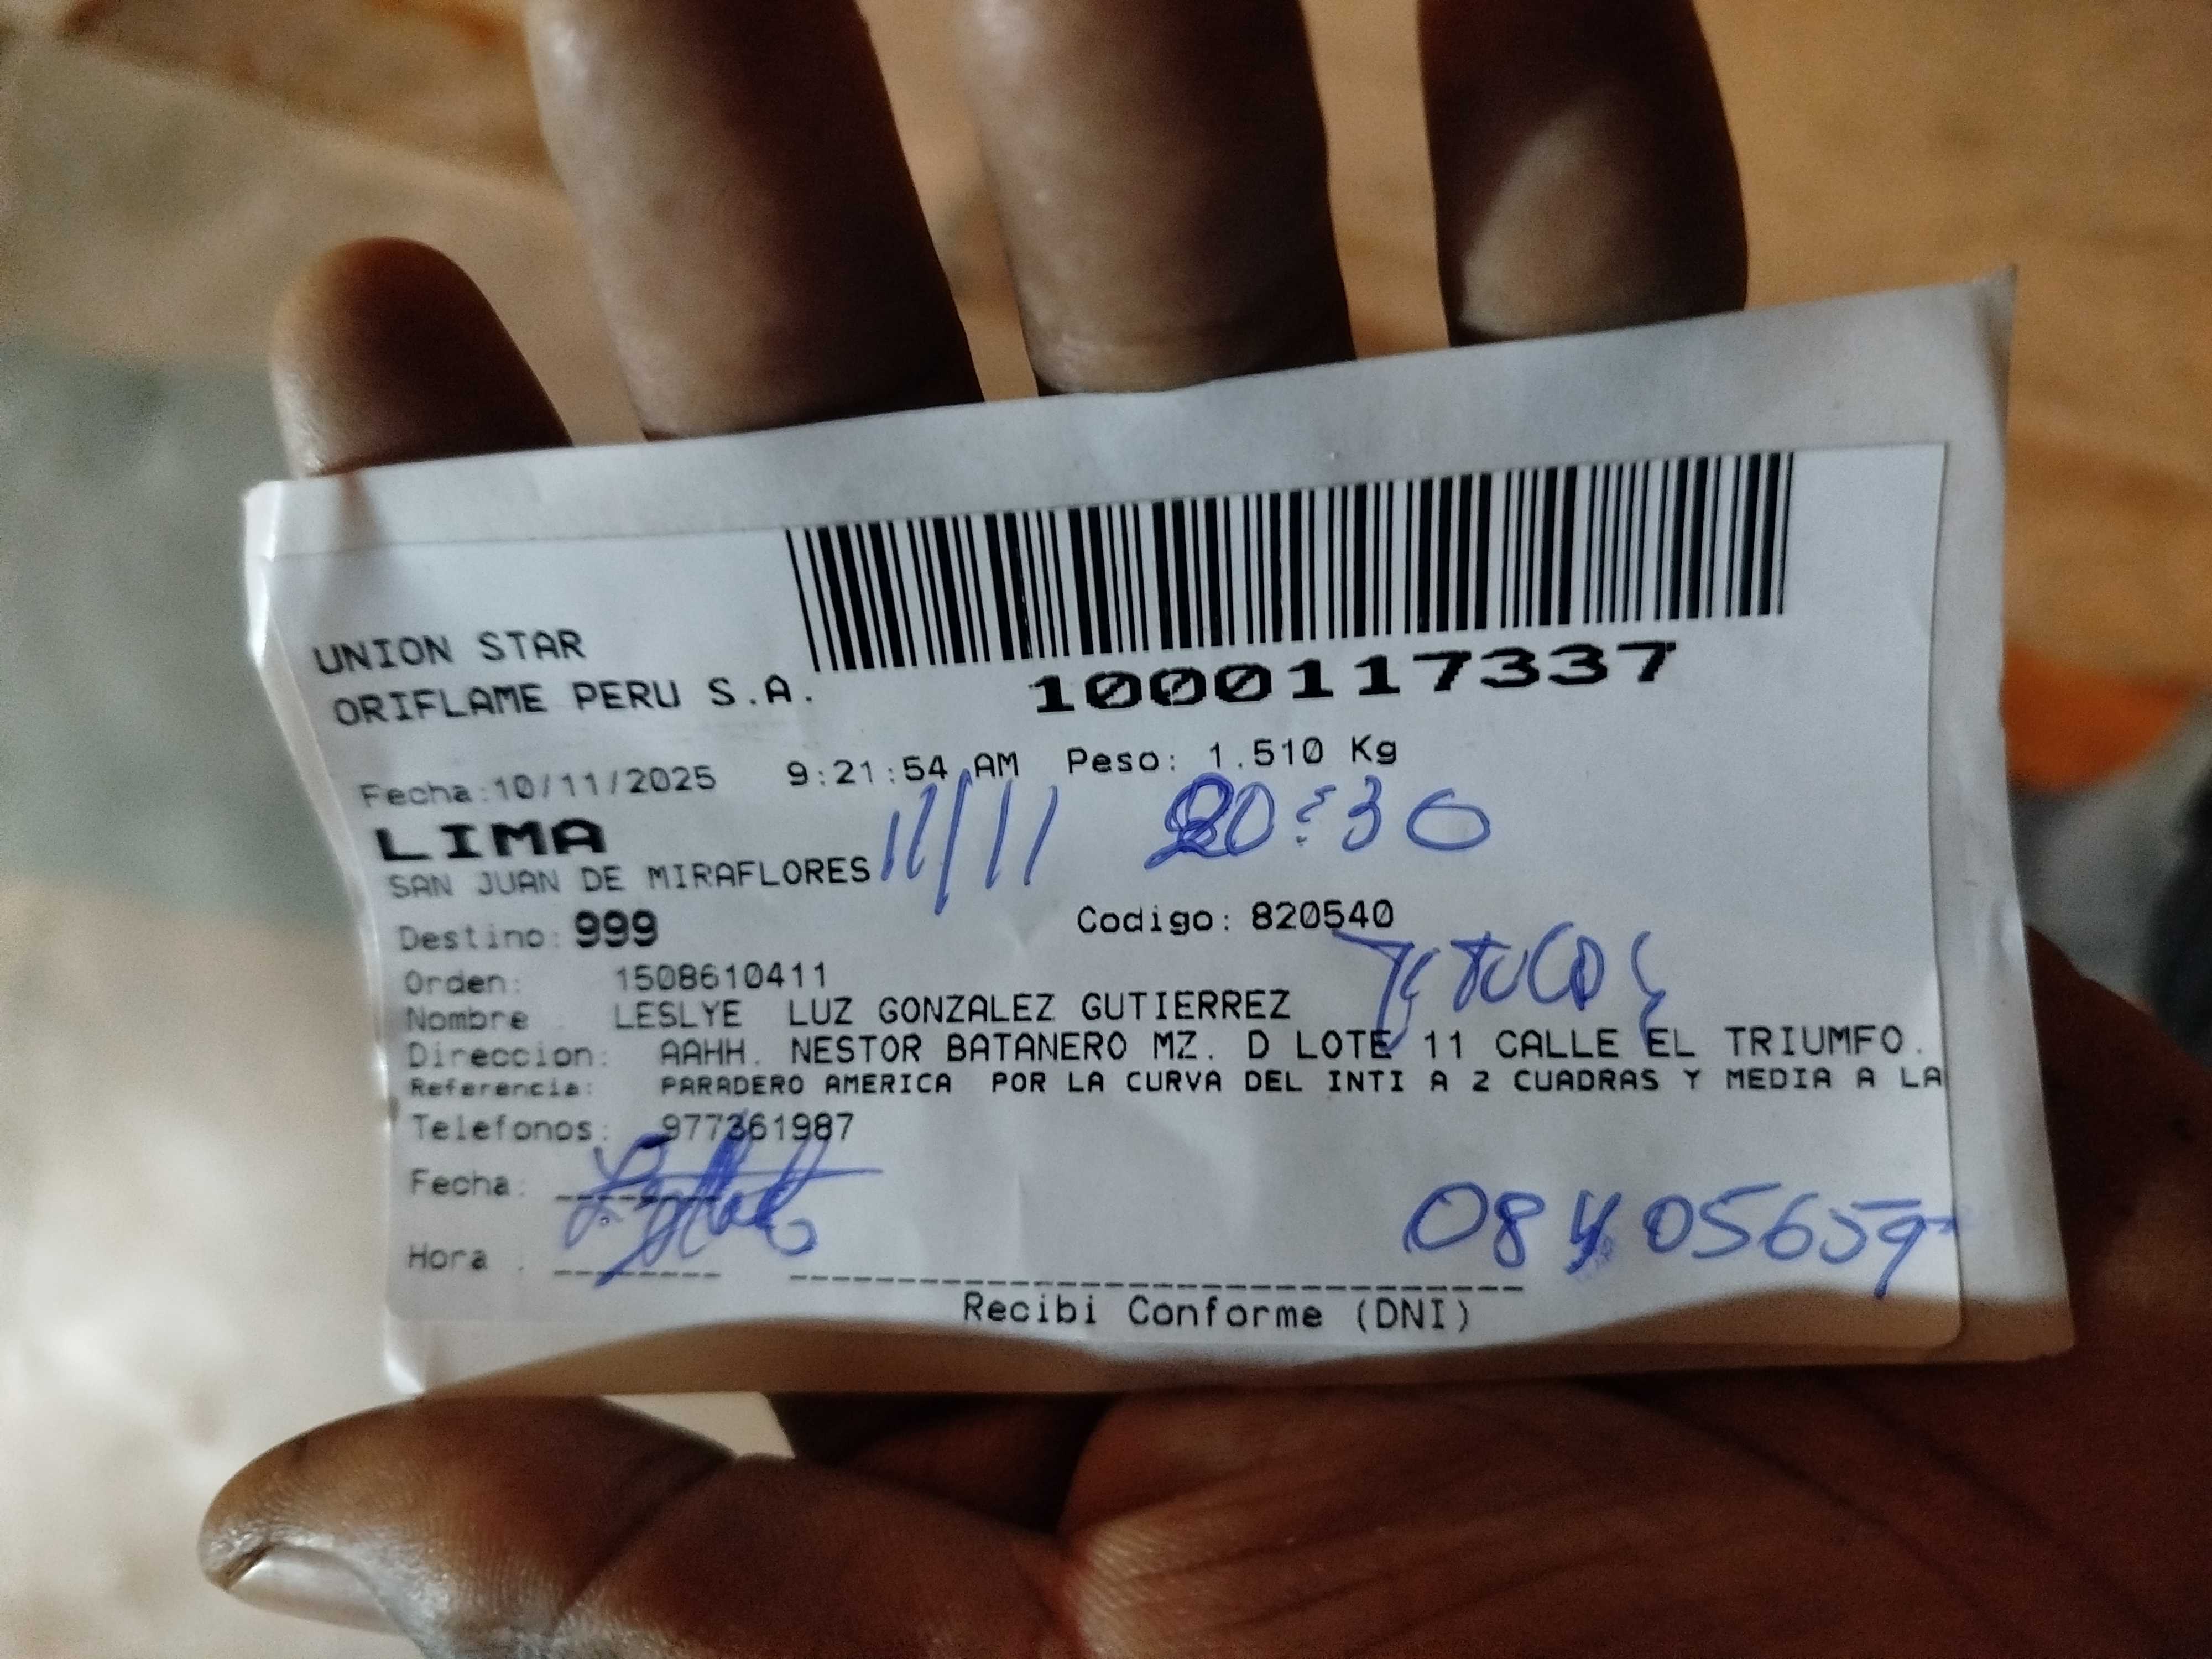 UNION STAR
ORIFLAME PERU S.A.
1000117337
Fecha:10/11/2025 9:21:54 AM Peso: 1.510 Kg
LIMA
11/11 20:30
SAN JUAN DE MIRAFLORES
Destino: 999 Codigo: 820540
Orden: 1508610411
Nombre : LESLYE LUZ GONZALEZ GUTIERREZ
Direccion: AAHH. NESTOR BATANERO MZ. D LOTE 11 CALLE EL TRIUMFO.
Referencia: PARADERO AMERICA POR LA CURVA DEL INTI A 2 CUADRAS Y MEDIA A LA
Telefonos: 977361987
Fecha:
08405659
Hora :
Recibi Conforme (DNI)